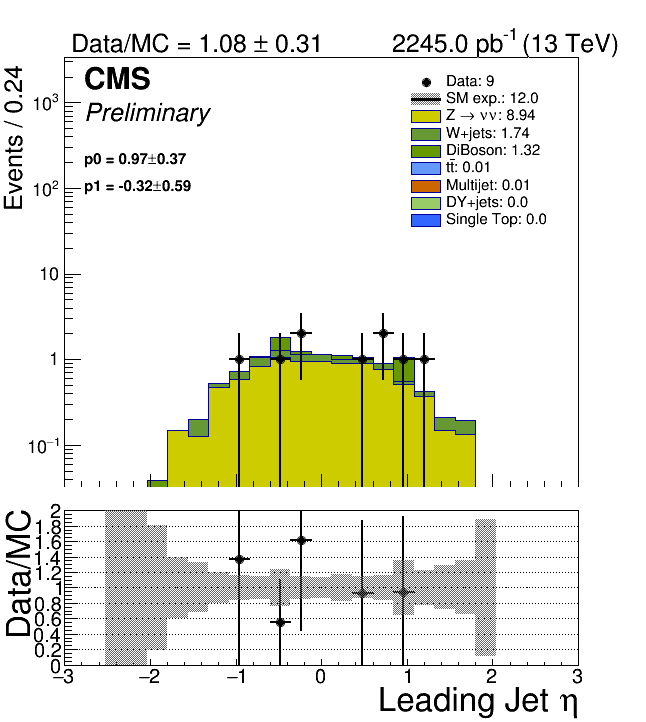 Data/MC = 1.08 ± 0.31
2245.0 pb⁻¹ (13 TeV)
CMS
Preliminary
p0 = 0.97±0.37
p1 = -0.32±0.59
Data: 9
SM exp.: 12.0
Z → νν: 8.94
W+jets: 1.74
DiBoson: 1.32
tt̄: 0.01
Multijet: 0.01
DY+jets: 0.0
Single Top: 0.0
Events / 0.24
10³
10²
10
1
10⁻¹
Data/MC
2
1.8
1.6
1.4
1.2
1
0.8
0.6
0.4
0.2
0
−3 −2 −1 0 1 2 3
Leading Jet η